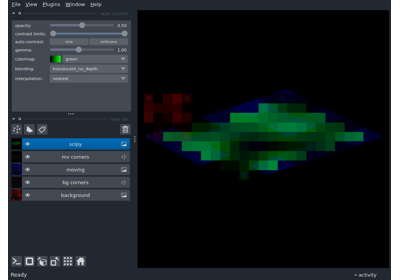 File View Plugins Window Help
layer controls
opacity: 0.50
contrast limits:
auto-contrast: once continuous
gamma: 1.00
colormap: green
blending: translucent_no_depth
interpolation: nearest
layer list
scipy
mv corners
moving
bg corners
background
Ready
activity